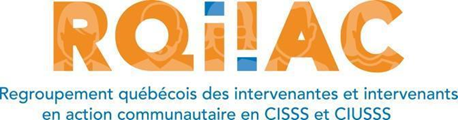 RQIIAC
Regroupement québécois des intervenantes et intervenants
en action communautaire en CISSS et CIUSSS